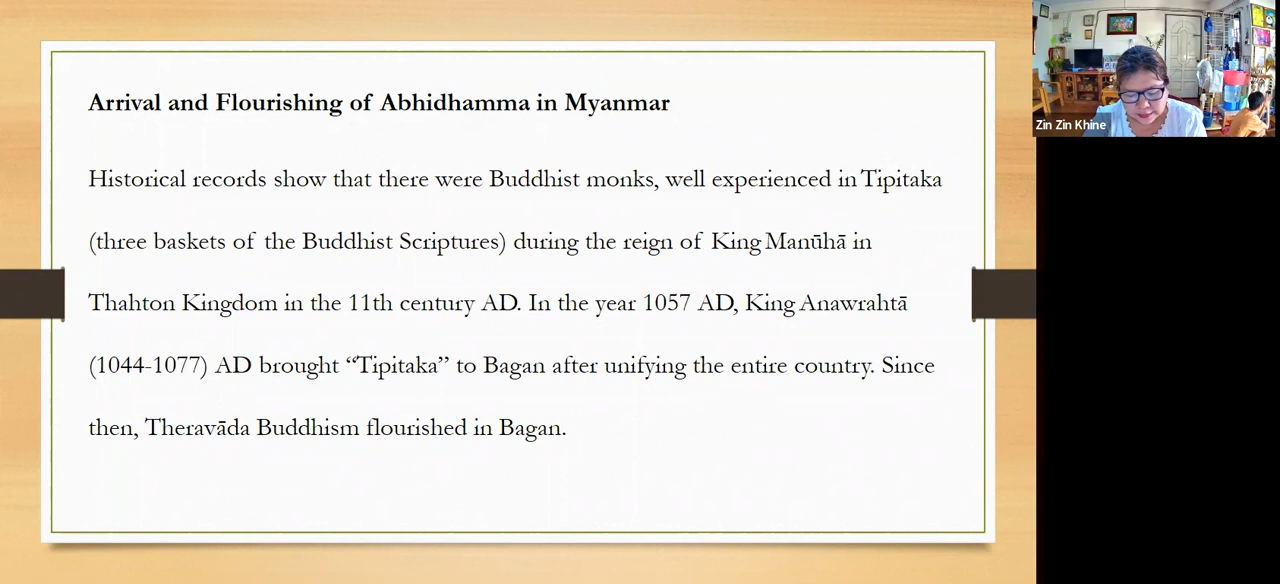 Arrival and Flourishing of Abhidhamma in Myanmar
Historical records show that there were Buddhist monks, well experienced in Tipitaka
(three baskets of the Buddhist Scriptures) during the reign of King Manūhā in
Thahton Kingdom in the 11th century AD. In the year 1057 AD, King Anawrahtā
(1044-1077) AD brought “Tipitaka” to Bagan after unifying the entire country. Since
then, Theravāda Buddhism flourished in Bagan.
Zin Zin Khine